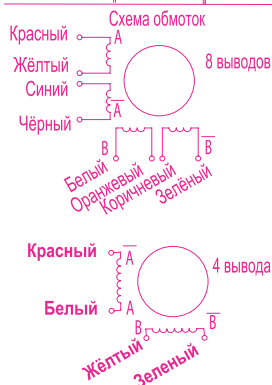 Схема обмоток
Красный A
Жёлтый
8 выводов
Синий
A
Чёрный
B B
Белый
Оранжевый
Коричневый
Зелёный
Красный A
4 вывода
Белый A
B B
Жёлтый
Зеленый